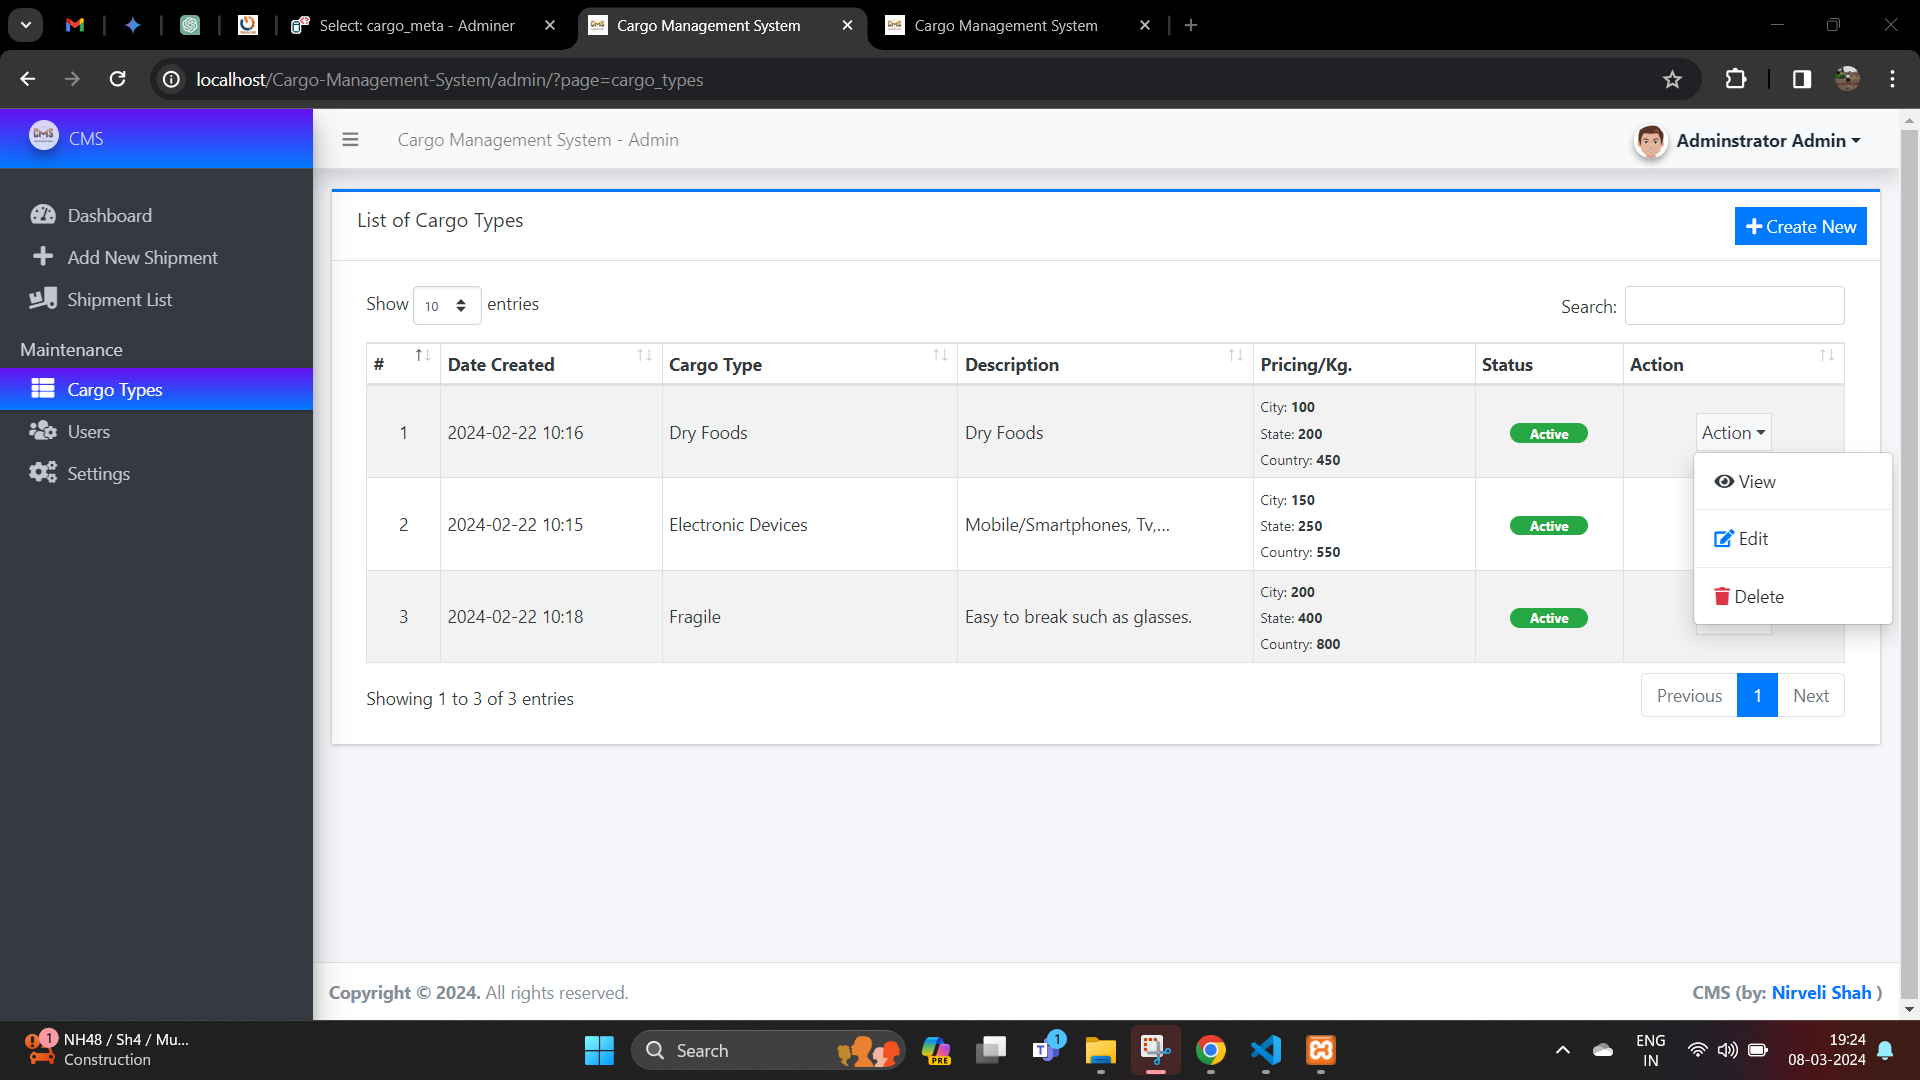 Select: cargo_meta - Adminer
Cargo Management System
Cargo Management System
localhost/Cargo-Management-System/admin/?page=cargo_types
CMS
CMS
Cargo Management System - Admin
Adminstrator Admin
Dashboard
Add New Shipment
Shipment List
Maintenance
Cargo Types
Users
Settings
List of Cargo Types
Create New
Show 10 entries
Search:
# Date Created Cargo Type Description Pricing/Kg. Status Action
1 2024-02-22 10:16 Dry Foods Dry Foods
City: 100
State: 200
Country: 450
Active
Action
View
Edit
Delete
2 2024-02-22 10:15 Electronic Devices Mobile/Smartphones, Tv,...
City: 150
State: 250
Country: 550
Active
3 2024-02-22 10:18 Fragile Easy to break such as glasses.
City: 200
State: 400
Country: 800
Active
Showing 1 to 3 of 3 entries
Previous 1 Next
Copyright © 2024. All rights reserved.
CMS (by: Nirveli Shah )
1
NH48 / Sh4 / Mu...
Construction
Search
PRE
1
ENG
IN
19:24
08-03-2024